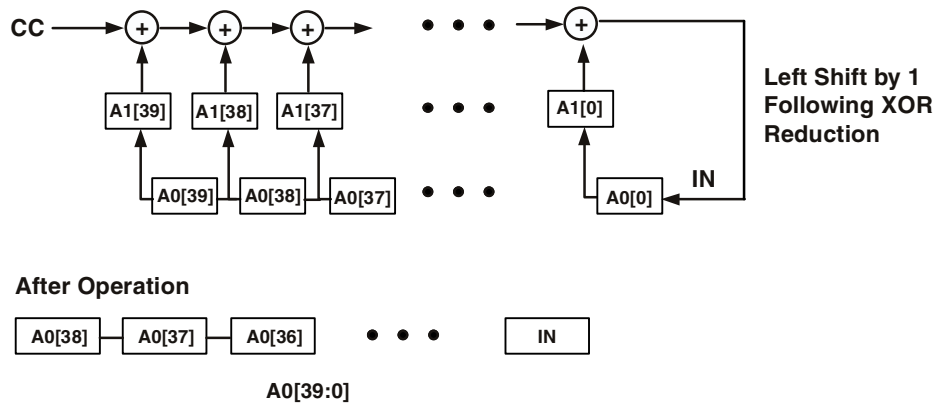 CC + + + +
A1[39] A1[38] A1[37] A1[0]
Left Shift by 1
Following XOR
Reduction
A0[39] A0[38] A0[37] A0[0] IN
After Operation
A0[38] A0[37] A0[36] IN
A0[39:0]